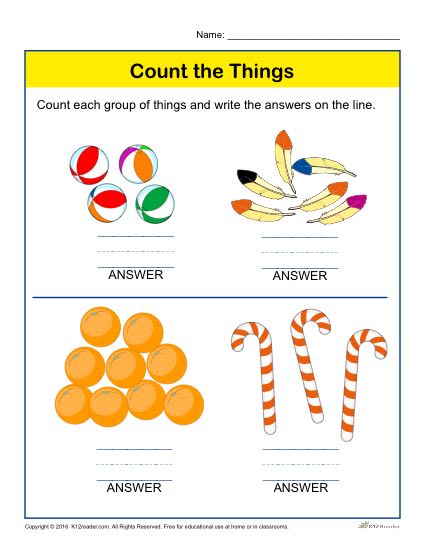 Name: ______________________________
Count the Things
Count each group of things and write the answers on the line.
ANSWER
ANSWER
ANSWER
ANSWER
Copyright © 2016 K12reader.com. All Rights Reserved. Free for educational use at home or in classrooms.
K12Reader